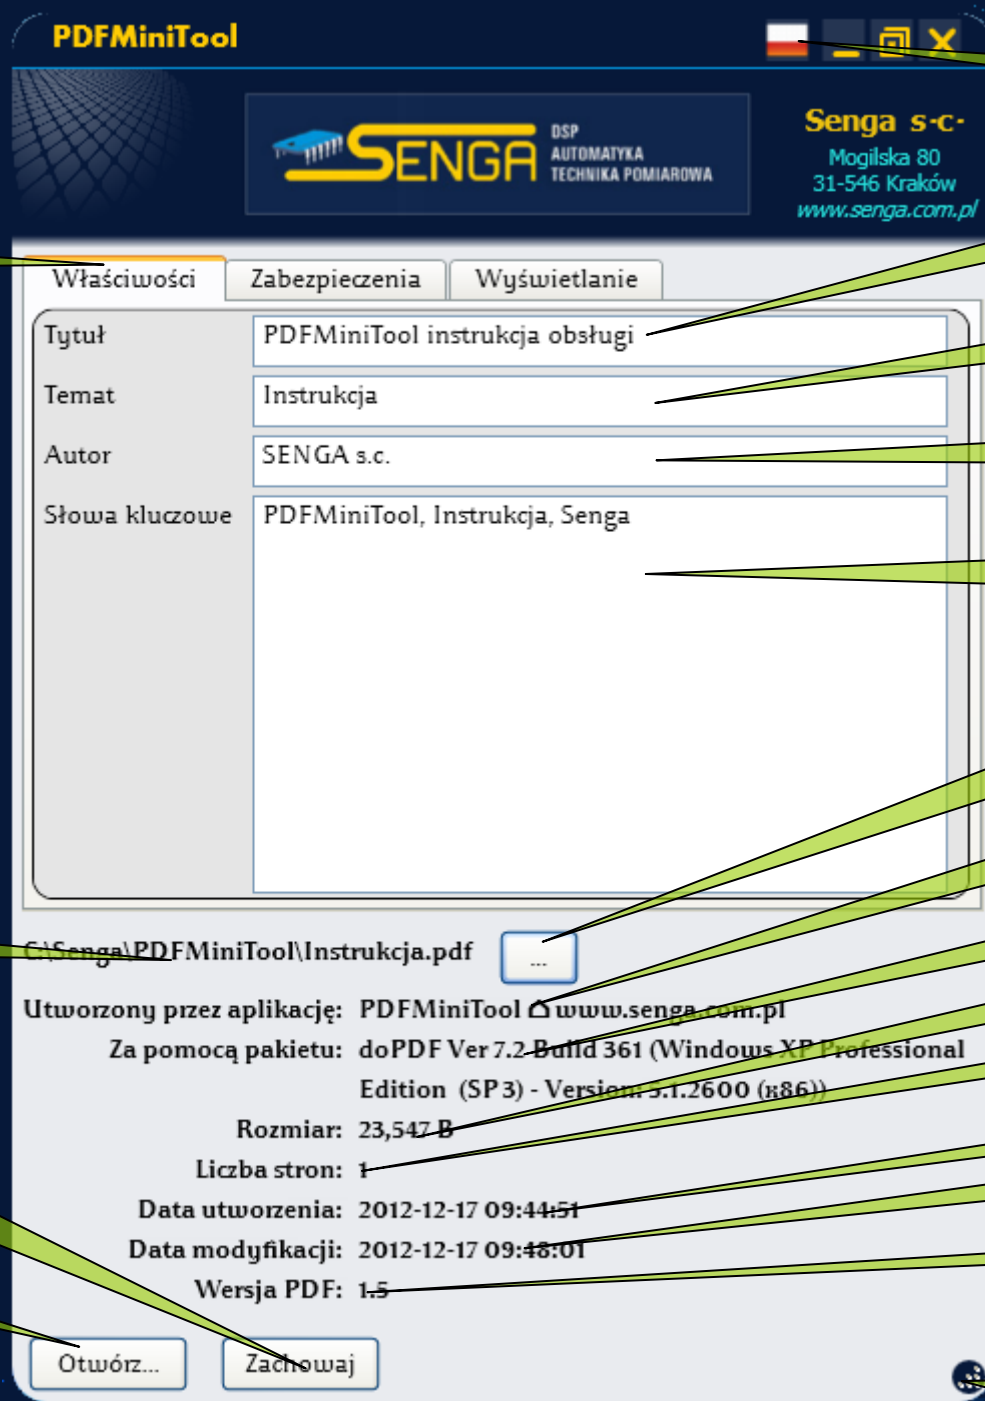 PDFMiniTool
SENGA
DSP
AUTOMATYKA
TECHNIKA POMIAROWA
Senga s.c.
Mogilska 80
31-546 Kraków
www.senga.com.pl
Właściwości Zabezpieczenia Wyświetlanie
Tytuł PDFMiniTool instrukcja obsługi
Temat Instrukcja
Autor SENGA s.c.
Słowa kluczowe PDFMiniTool, Instrukcja, Senga
C:\Senga\PDFMiniTool\Instrukcja.pdf ...
Utworzony przez aplikację: PDFMiniTool www.senga.com.pl
Za pomocą pakietu: doPDF Ver 7.2 Build 361 (Windows XP Professional
Edition (SP 3) - Version: 5.1.2600 (x86))
Rozmiar: 23,547 B
Liczba stron: 1
Data utworzenia: 2012-12-17 09:44:51
Data modyfikacji: 2012-12-17 09:48:01
Wersja PDF: 1.5
Otwórz... Zachowaj